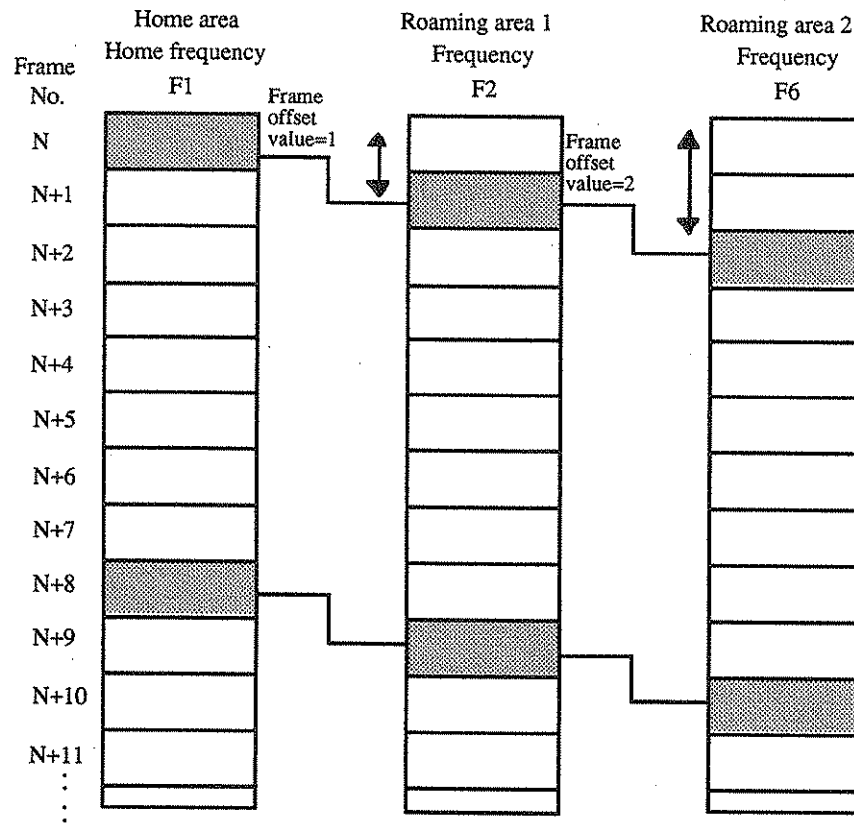 Home area
Home frequency
F1
Roaming area 1
Frequency
F2
Roaming area 2
Frequency
F6
Frame
No.
Frame
offset
value=1
Frame
offset
value=2
N
N+1
N+2
N+3
N+4
N+5
N+6
N+7
N+8
N+9
N+10
N+11